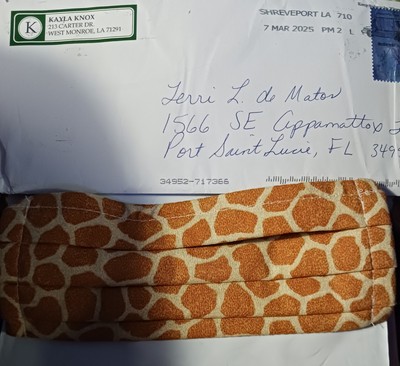 K
KAYLA KNOX
213 CARTER DR.
WEST MONROE, LA 71291
SHREVEPORT LA 710
7 MAR 2025 PM 2 L
Terri L. de Matos
1566 SE Appamattox
Port Saint Lucie, FL 349
34952-717366